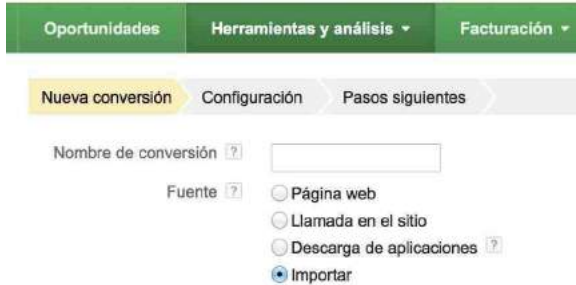 Oportunidades Herramientas y análisis Facturación
Nueva conversión Configuración Pasos siguientes
Nombre de conversión ?
Fuente ? Página web
Llamada en el sitio
Descarga de aplicaciones ?
Importar